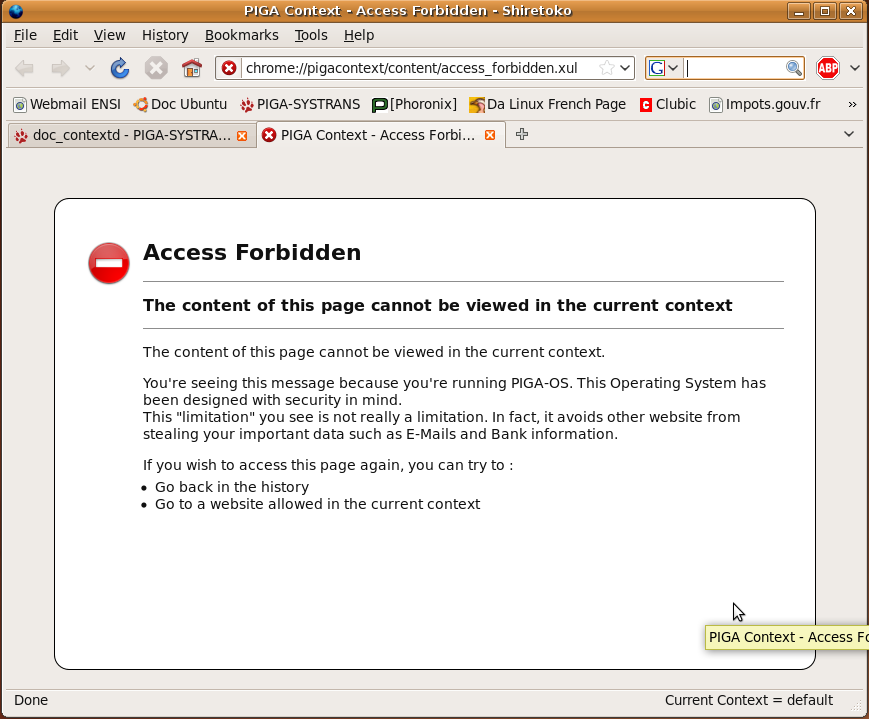 PIGA Context - Access Forbidden - Shiretoko
File Edit View History Bookmarks Tools Help
chrome://pigacontext/content/access_forbidden.xul G ABP
Webmail ENSI Doc Ubuntu PIGA-SYSTRANS [Phoronix] Da Linux French Page Clubic Impots.gouv.fr »
doc_contextd - PIGA-SYSTRA... PIGA Context - Access Forbi...
Access Forbidden
The content of this page cannot be viewed in the current context
The content of this page cannot be viewed in the current context.
You're seeing this message because you're running PIGA-OS. This Operating System has
been designed with security in mind.
This "limitation" you see is not really a limitation. In fact, it avoids other website from
stealing your important data such as E-Mails and Bank information.
If you wish to access this page again, you can try to :
• Go back in the history
• Go to a website allowed in the current context
PIGA Context - Access Fo
Done Current Context = default